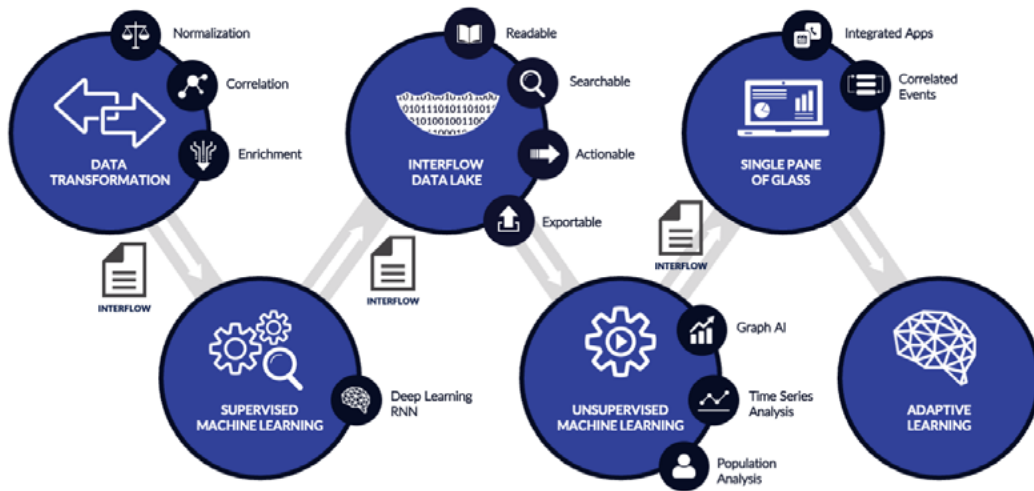 Normalization
Correlation
Enrichment
DATA
TRANSFORMATION
INTERFLOW
Deep Learning
RNN
SUPERVISED
MACHINE LEARNING
INTERFLOW
Readable
Searchable
Actionable
Exportable
INTERFLOW
DATA LAKE
Graph AI
Time Series
Analysis
Population
Analysis
UNSUPERVISED
MACHINE LEARNING
INTERFLOW
Integrated Apps
Correlated
Events
SINGLE PANE
OF GLASS
ADAPTIVE
LEARNING